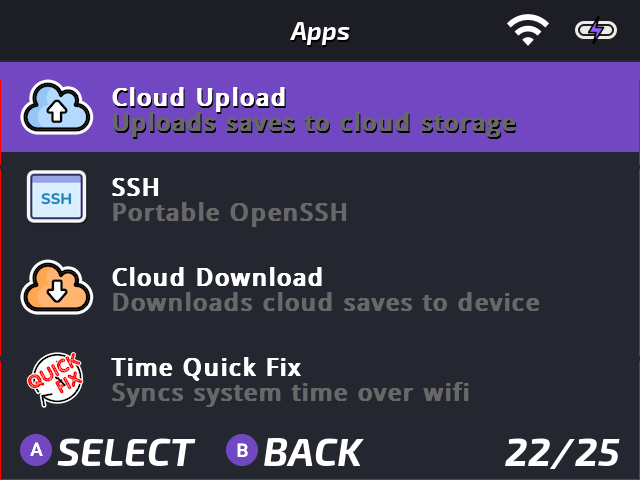 Apps
Cloud Upload
Uploads saves to cloud storage
SSH
SSH
Portable OpenSSH
Cloud Download
Downloads cloud saves to device
QUICK
FIX
Time Quick Fix
Syncs system time over wifi
A SELECT B BACK 22/25